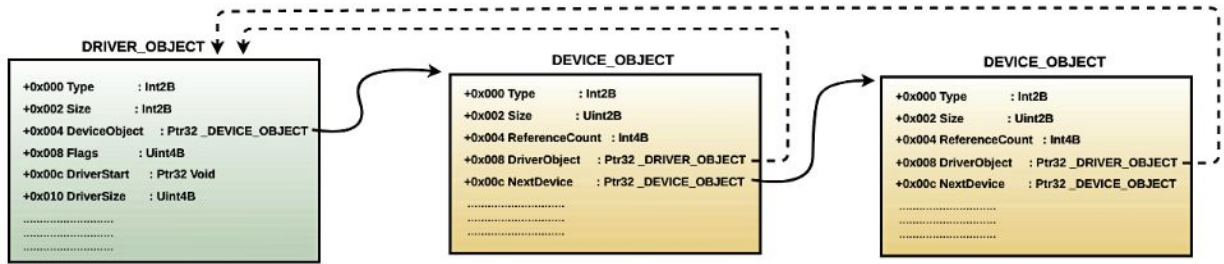 DRIVER_OBJECT
+0x000 Type : Int2B
+0x002 Size : Int2B
+0x004 DeviceObject : Ptr32 _DEVICE_OBJECT
+0x008 Flags : Uint4B
+0x00c DriverStart : Ptr32 Void
+0x010 DriverSize : Uint4B
..............................
..............................
..............................
DEVICE_OBJECT
+0x000 Type : Int2B
+0x002 Size : Uint2B
+0x004 ReferenceCount : Int4B
+0x008 DriverObject : Ptr32 _DRIVER_OBJECT
+0x00c NextDevice : Ptr32 _DEVICE_OBJECT
..............................
..............................
..............................
DEVICE_OBJECT
+0x000 Type : Int2B
+0x002 Size : Uint2B
+0x004 ReferenceCount : Int4B
+0x008 DriverObject : Ptr32 _DRIVER_OBJECT
+0x00c NextDevice : Ptr32 _DEVICE_OBJECT
..............................
..............................
..............................